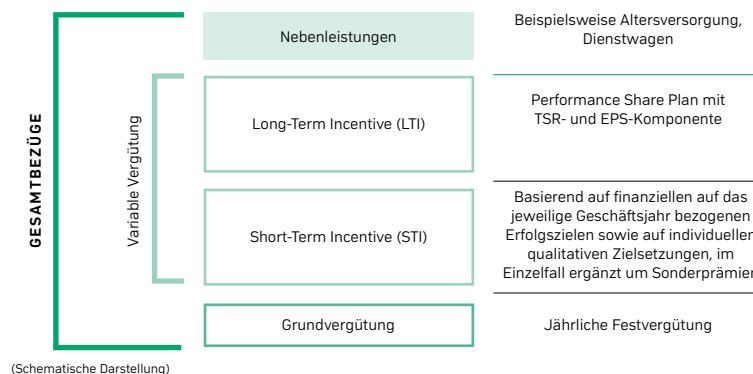 GESAMTBEZÜGE
Variable Vergütung
Nebenleistungen
Beispielsweise Altersversorgung,
Dienstwagen
Long-Term Incentive (LTI)
Performance Share Plan mit
TSR- und EPS-Komponente
Short-Term Incentive (STI)
Basierend auf finanziellen auf das
jeweilige Geschäftsjahr bezogenen
Erfolgszielen sowie auf individuellen
qualitativen Zielsetzungen, im
Einzelfall ergänzt um Sonderprämien
Grundvergütung
Jährliche Festvergütung
(Schematische Darstellung)